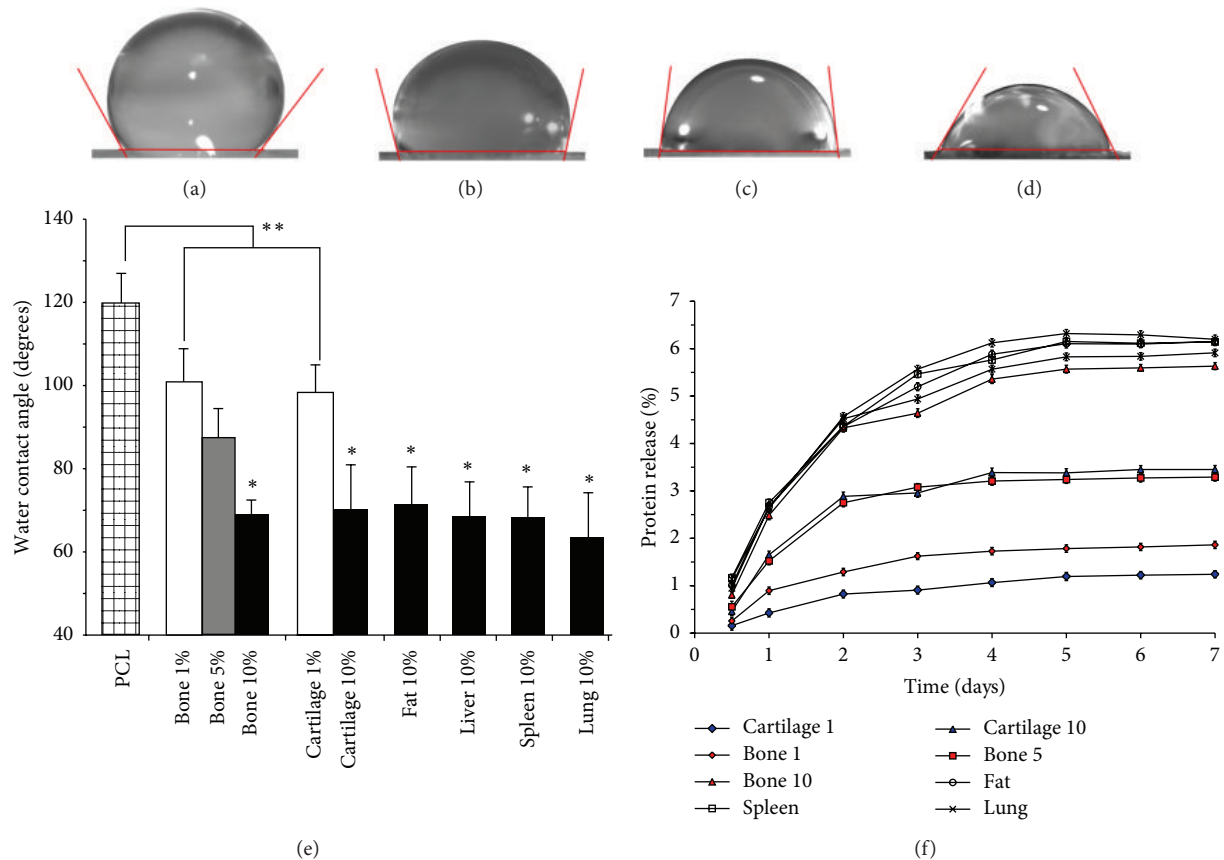 (a)
(b)
(c)
(d)
140
120
100
80
60
40
Water contact angle (degrees)
**
*
*
*
*
*
*
PCL
Bone 1%
Bone 5%
Bone 10%
Cartilage 1%
Cartilage 10%
Fat 10%
Liver 10%
Spleen 10%
Lung 10%
(e)
7
6
5
4
3
2
1
0
Protein release (%)
0 1 2 3 4 5 6 7
Time (days)
Cartilage 1
Bone 1
Bone 10
Spleen
Cartilage 10
Bone 5
Fat
Lung
(f)